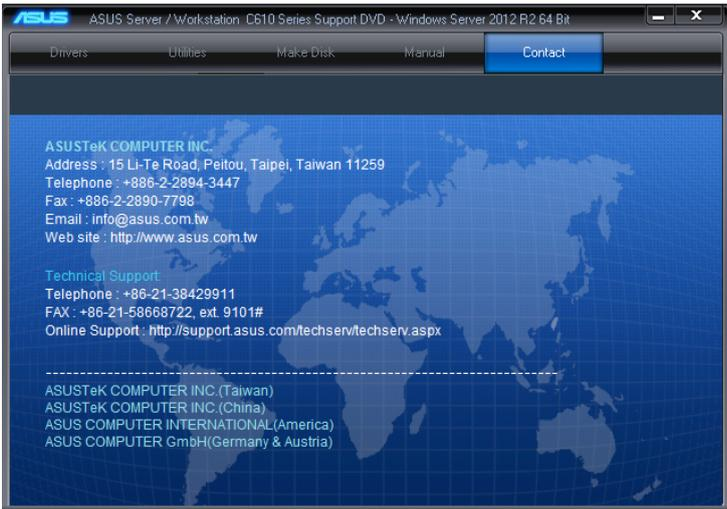 ASUS ASUS Server / Workstation C610 Series Support DVD - Windows Server 2012 R2 64 Bit
Drivers Utilities Make Disk Manual Contact
ASUSTeK COMPUTER INC.
Address : 15 Li-Te Road, Peitou, Taipei, Taiwan 11259
Telephone : +886-2-2894-3447
Fax : +886-2-2890-7798
Email : info@asus.com.tw
Web site : http://www.asus.com.tw
Technical Support:
Telephone : +86-21-38429911
FAX : +86-21-58668722, ext. 9101#
Online Support : http://support.asus.com/techserv/techserv.aspx
ASUSTeK COMPUTER INC.(Taiwan)
ASUSTeK COMPUTER INC.(China)
ASUS COMPUTER INTERNATIONAL(America)
ASUS COMPUTER GmbH(Germany & Austria)